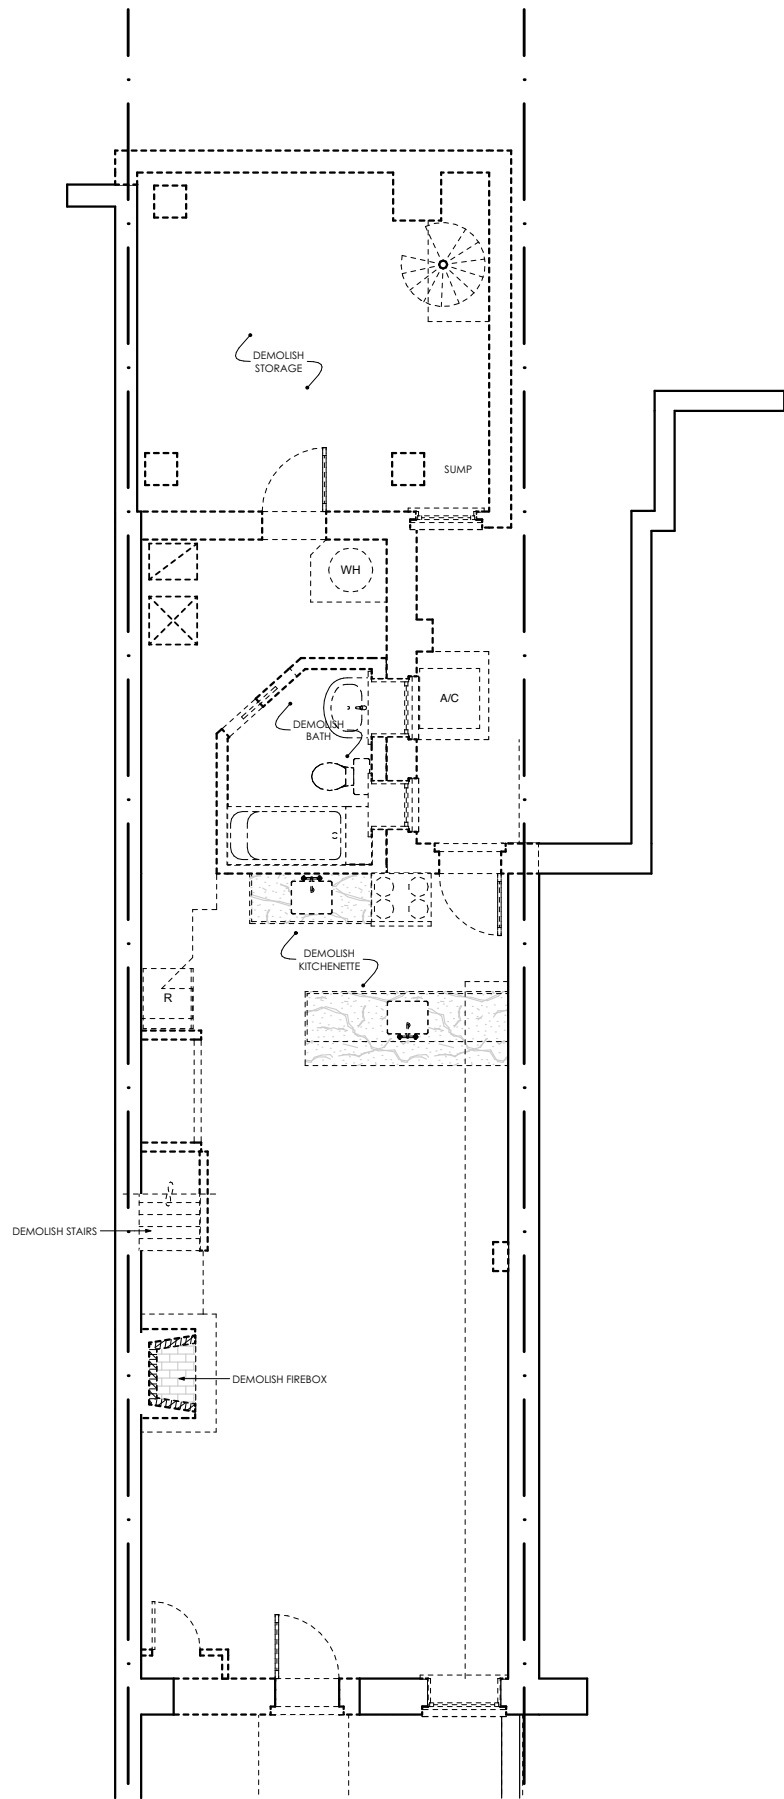 DEMOLISH
STORAGE
SUMP
WH
A/C
DEMOLISH
BATH
DEMOLISH
KITCHENETTE
R
DEMOLISH STAIRS
DEMOLISH FIREBOX